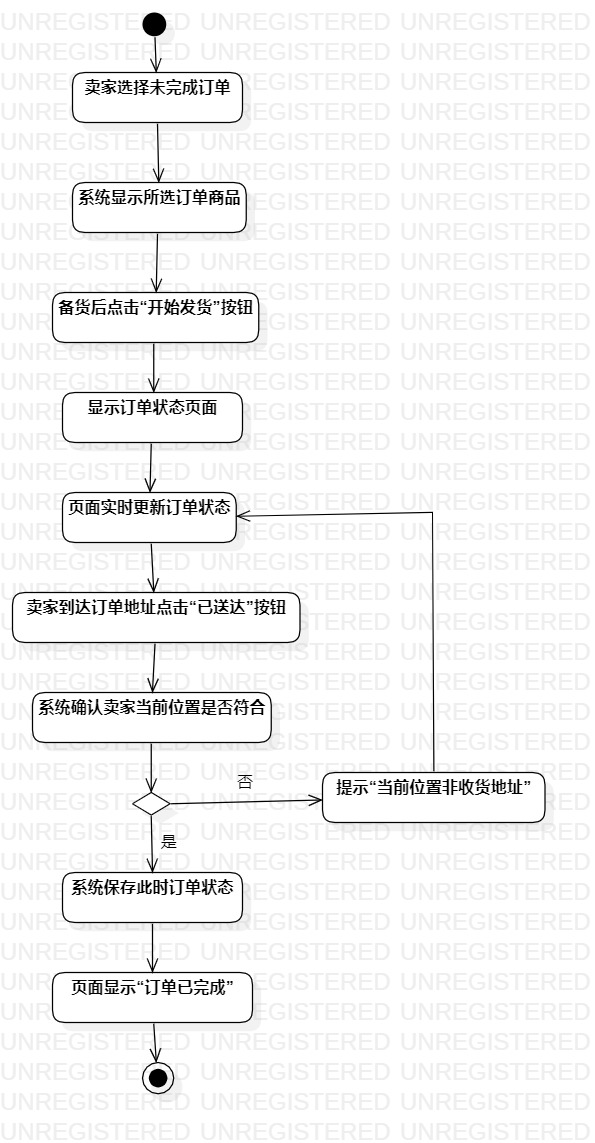 卖家选择未完成订单
系统显示所选订单商品
备货后点击“开始发货”按钮
显示订单状态页面
页面实时更新订单状态
卖家到达订单地址点击“已送达”按钮
系统确认卖家当前位置是否符合
否
提示“当前位置非收货地址”
是
系统保存此时订单状态
页面显示“订单已完成”
UNREGISTERED